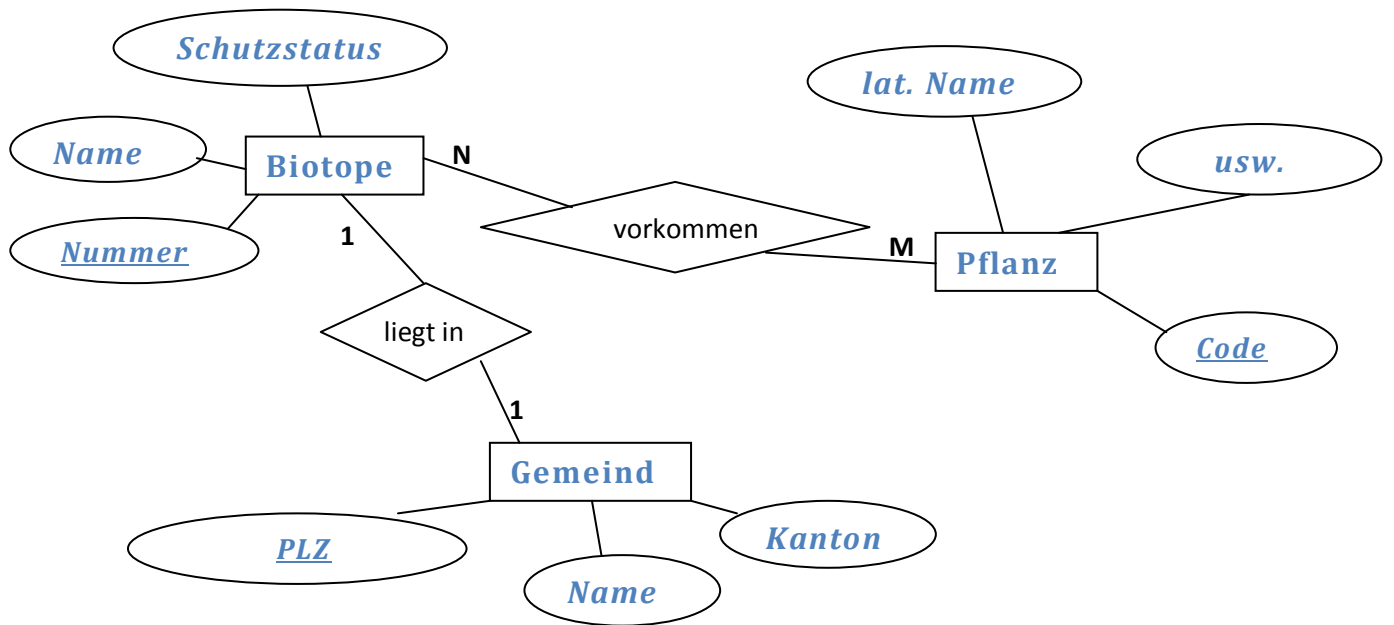 Schutzstatus
lat. Name
Name
Biotope
N
usw.
Nummer
1
vorkommen
M
Pflanz
liegt in
Code
1
Gemeind
PLZ
Kanton
Name